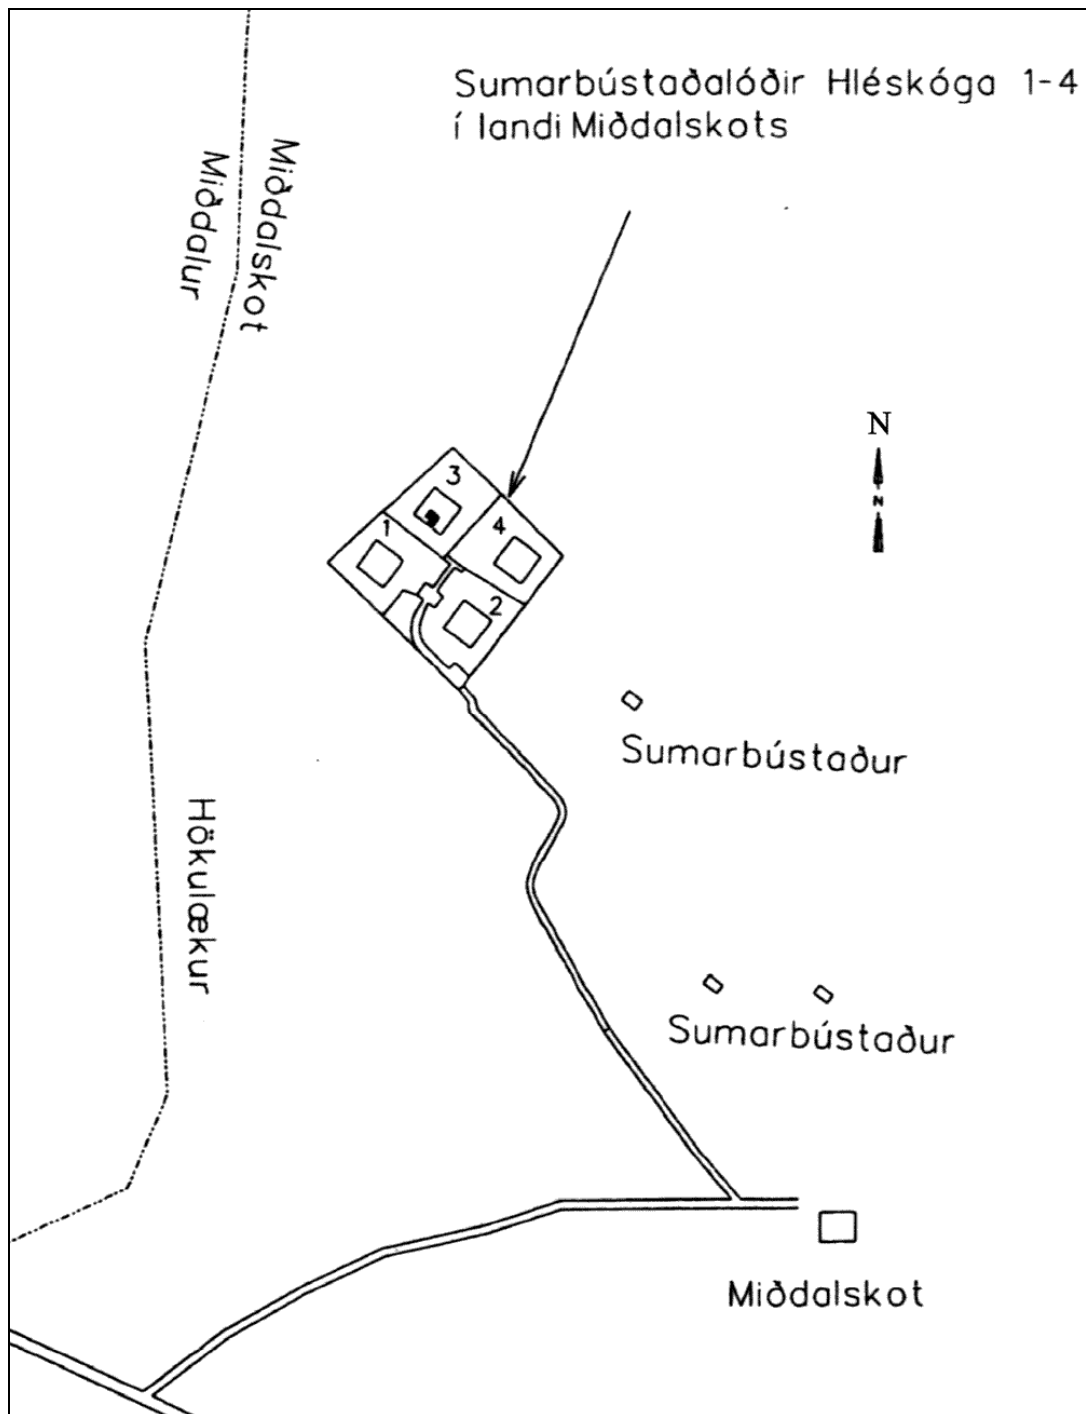 Sumarbústaðalóðir Hléskóga 1-4
í landi Miðdalskots
Miðdalskot
Miðdalur
N
N
3
4
1
2
Sumarbústaður
Hökulækur
Sumarbústaður
Miðdalskot